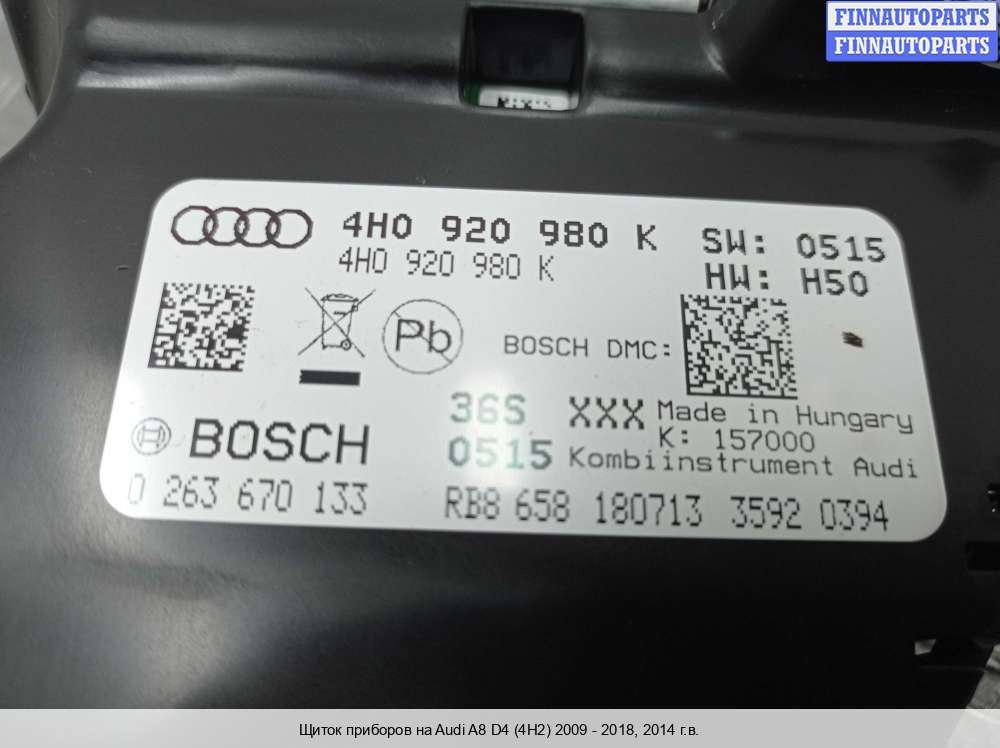 FINNAUTOPARTS
FINNAUTOPARTS
4H0 920 980 K SW: 0515
4H0 920 980 K HW: H50
Pb BOSCH DMC:
36S XXX Made in Hungary
K: 157000
BOSCH 0515 Kombiinstrument Audi
0 263 670 133 RB8 658 180713 3592 0394
Щиток приборов на Audi A8 D4 (4H2) 2009 - 2018, 2014 г.в.